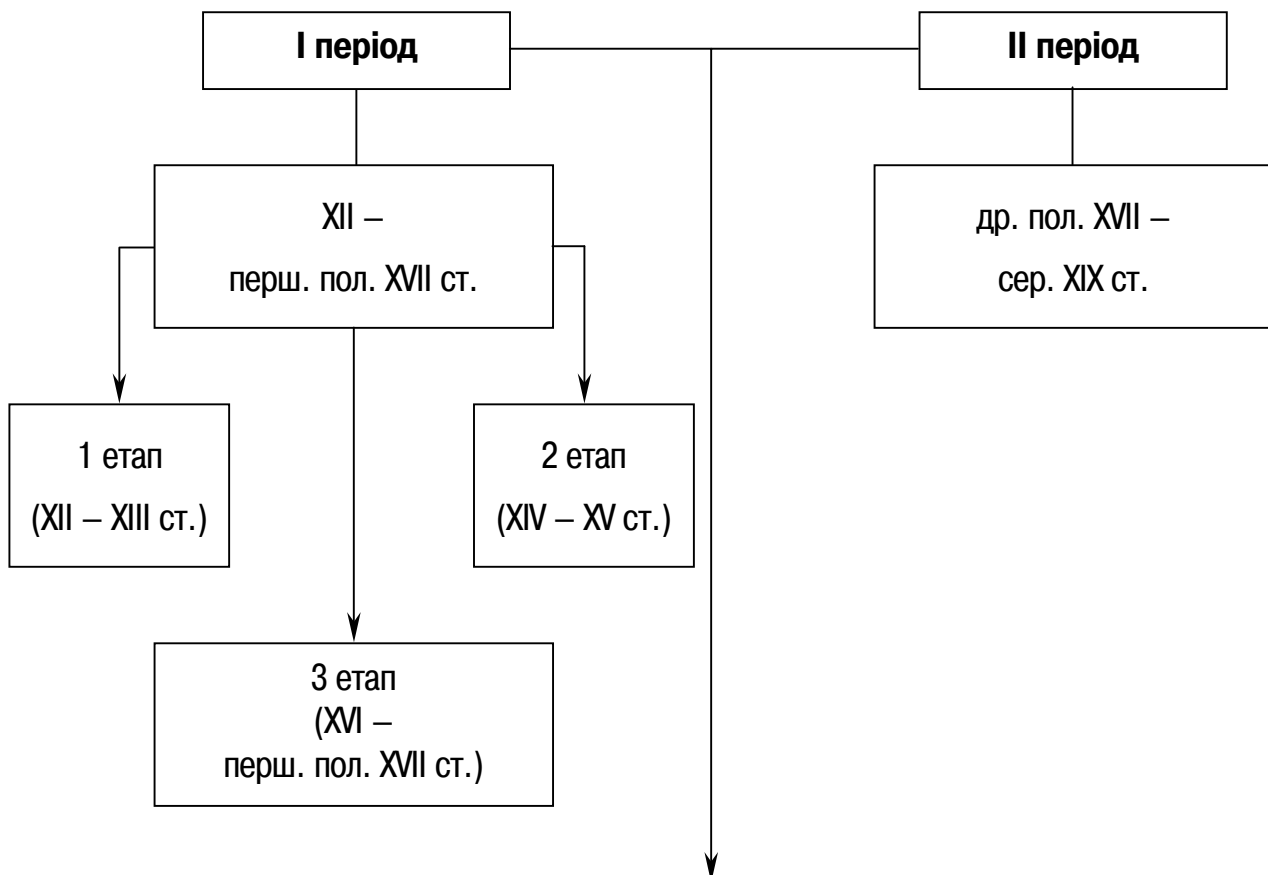 I період
II період
XII –
перш. пол. XVII ст.
др. пол. XVII –
сер. XIX ст.
1 етап
(XII – XIII ст.)
2 етап
(XIV – XV ст.)
3 етап
(XVI –
перш. пол. XVII ст.)